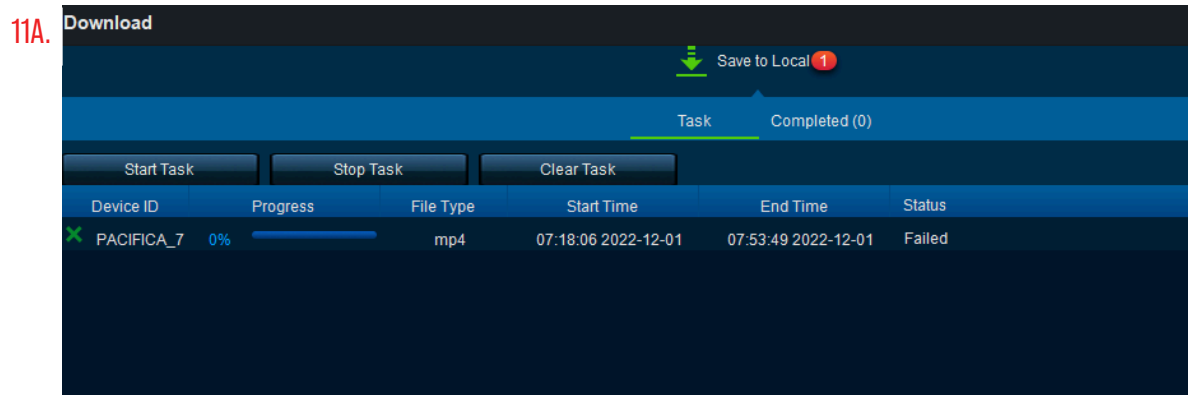 11A.
Download
Save to Local 1
Task Completed (0)
Start Task Stop Task Clear Task
Device ID Progress File Type Start Time End Time Status
PACIFICA_7 0% mp4 07:18:06 2022-12-01 07:53:49 2022-12-01 Failed